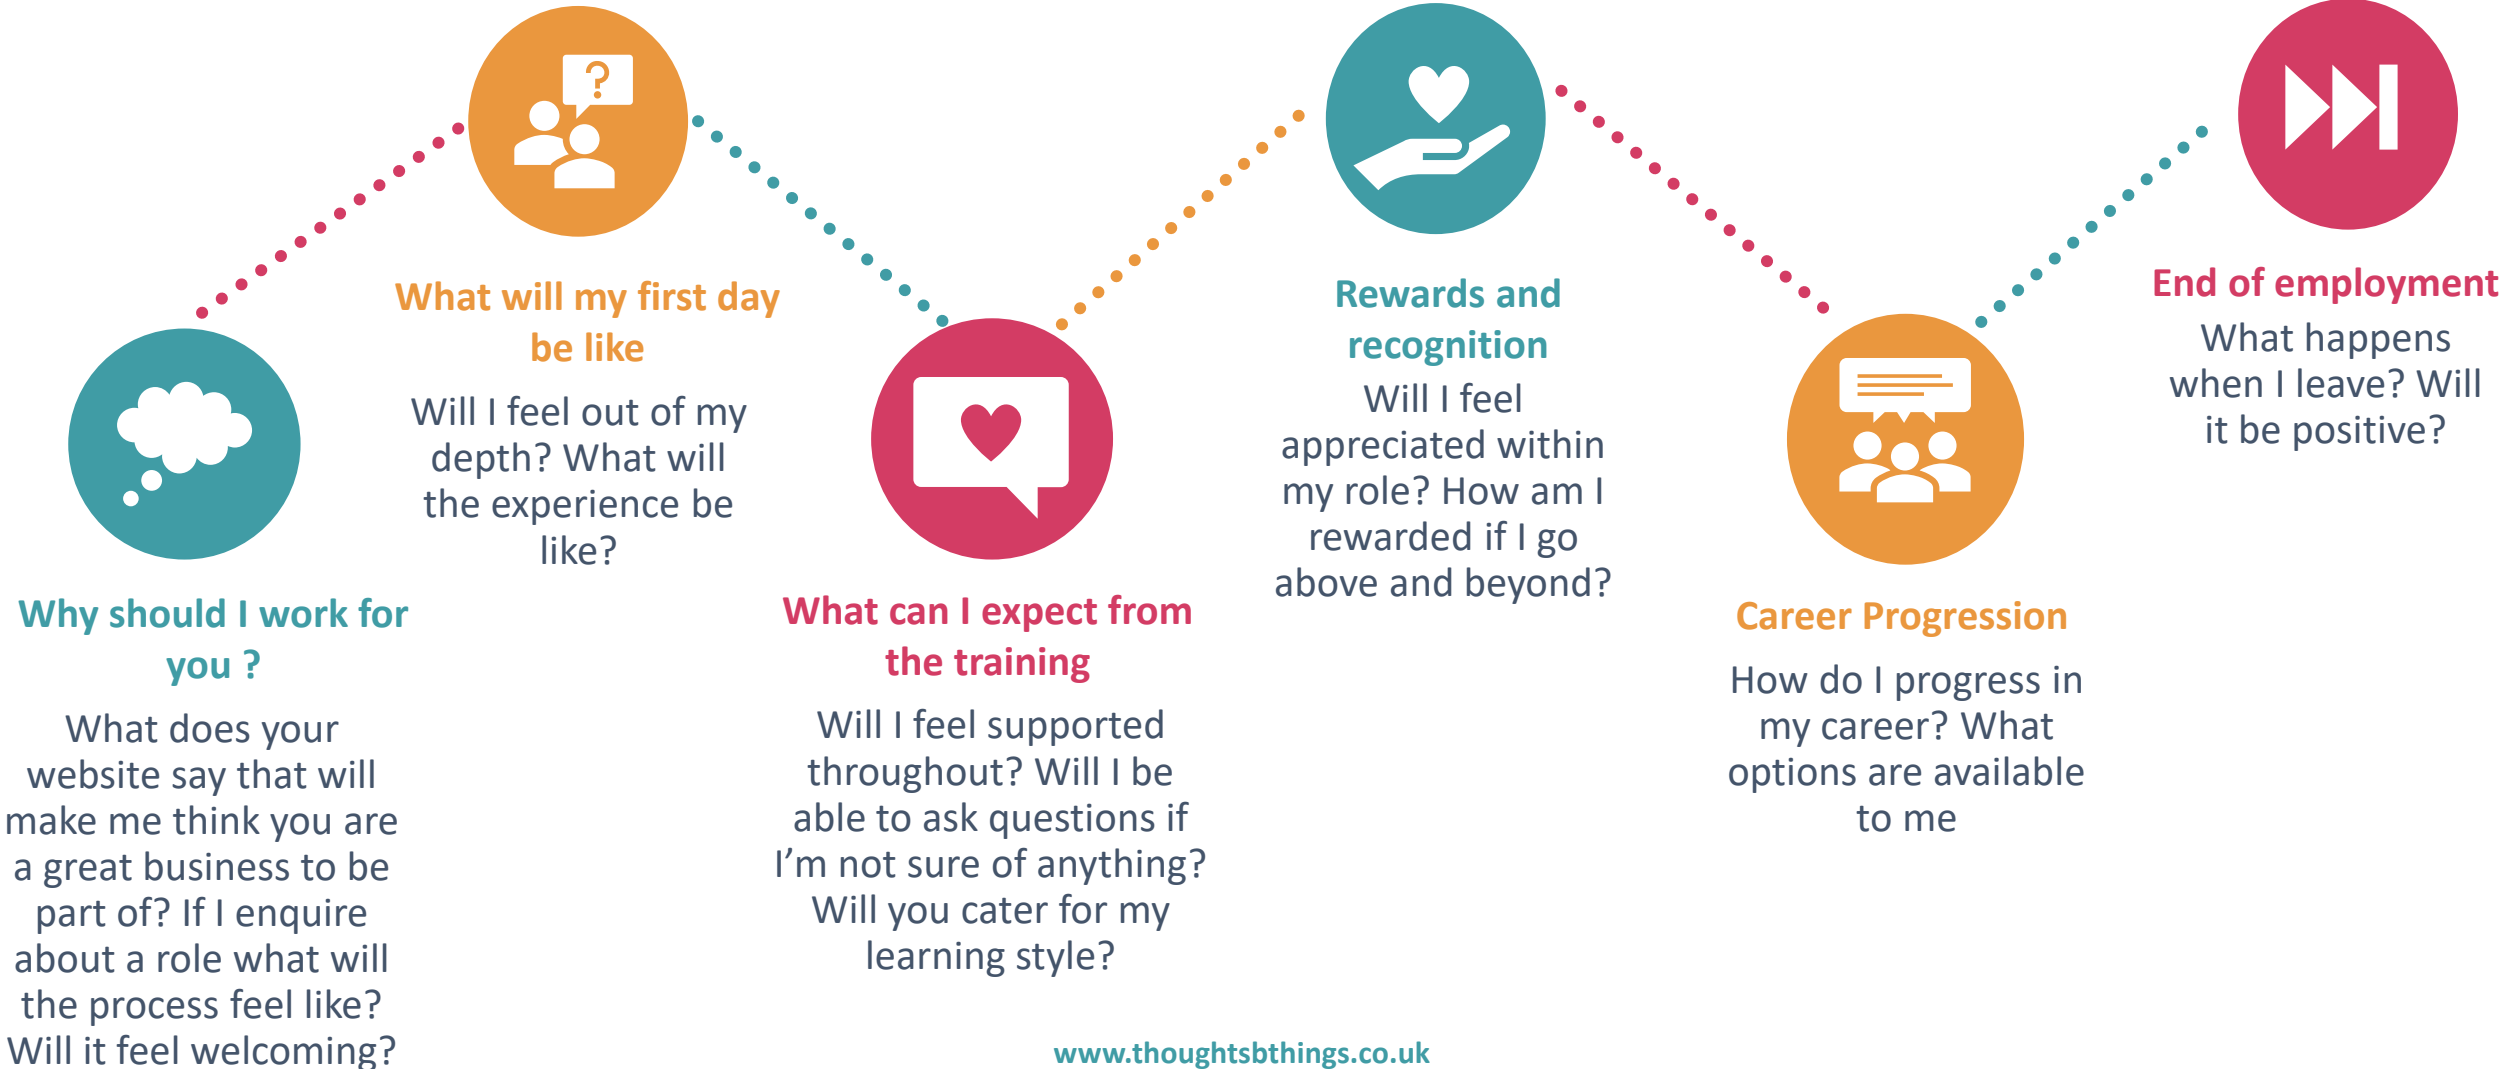 Why should I work for
you ?
What does your
website say that will
make me think you are
a great business to be
part of? If I enquire
about a role what will
the process feel like?
Will it feel welcoming?
What will my first day
be like
Will I feel out of my
depth? What will
the experience be
like?
What can I expect from
the training
Will I feel supported
throughout? Will I be
able to ask questions if
I’m not sure of anything?
Will you cater for my
learning style?
Rewards and
recognition
Will I feel
appreciated within
my role? How am I
rewarded if I go
above and beyond?
Career Progression
How do I progress in
my career? What
options are available
to me
End of employment
What happens
when I leave? Will
it be positive?
www.thoughtsbthings.co.uk